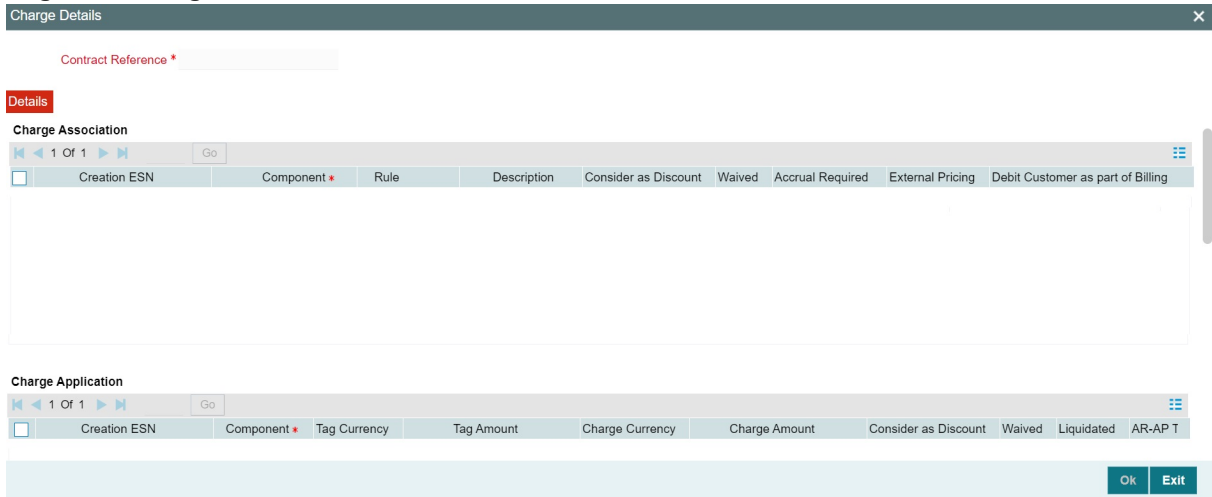 Charge Details
Contract Reference *
Details
Charge Association
1 Of 1 Go
Creation ESN Component * Rule Description Consider as Discount Waived Accrual Required External Pricing Debit Customer as part of Billing
Charge Application
1 Of 1 Go
Creation ESN Component * Tag Currency Tag Amount Charge Currency Charge Amount Consider as Discount Waived Liquidated AR-AP T
Ok Exit